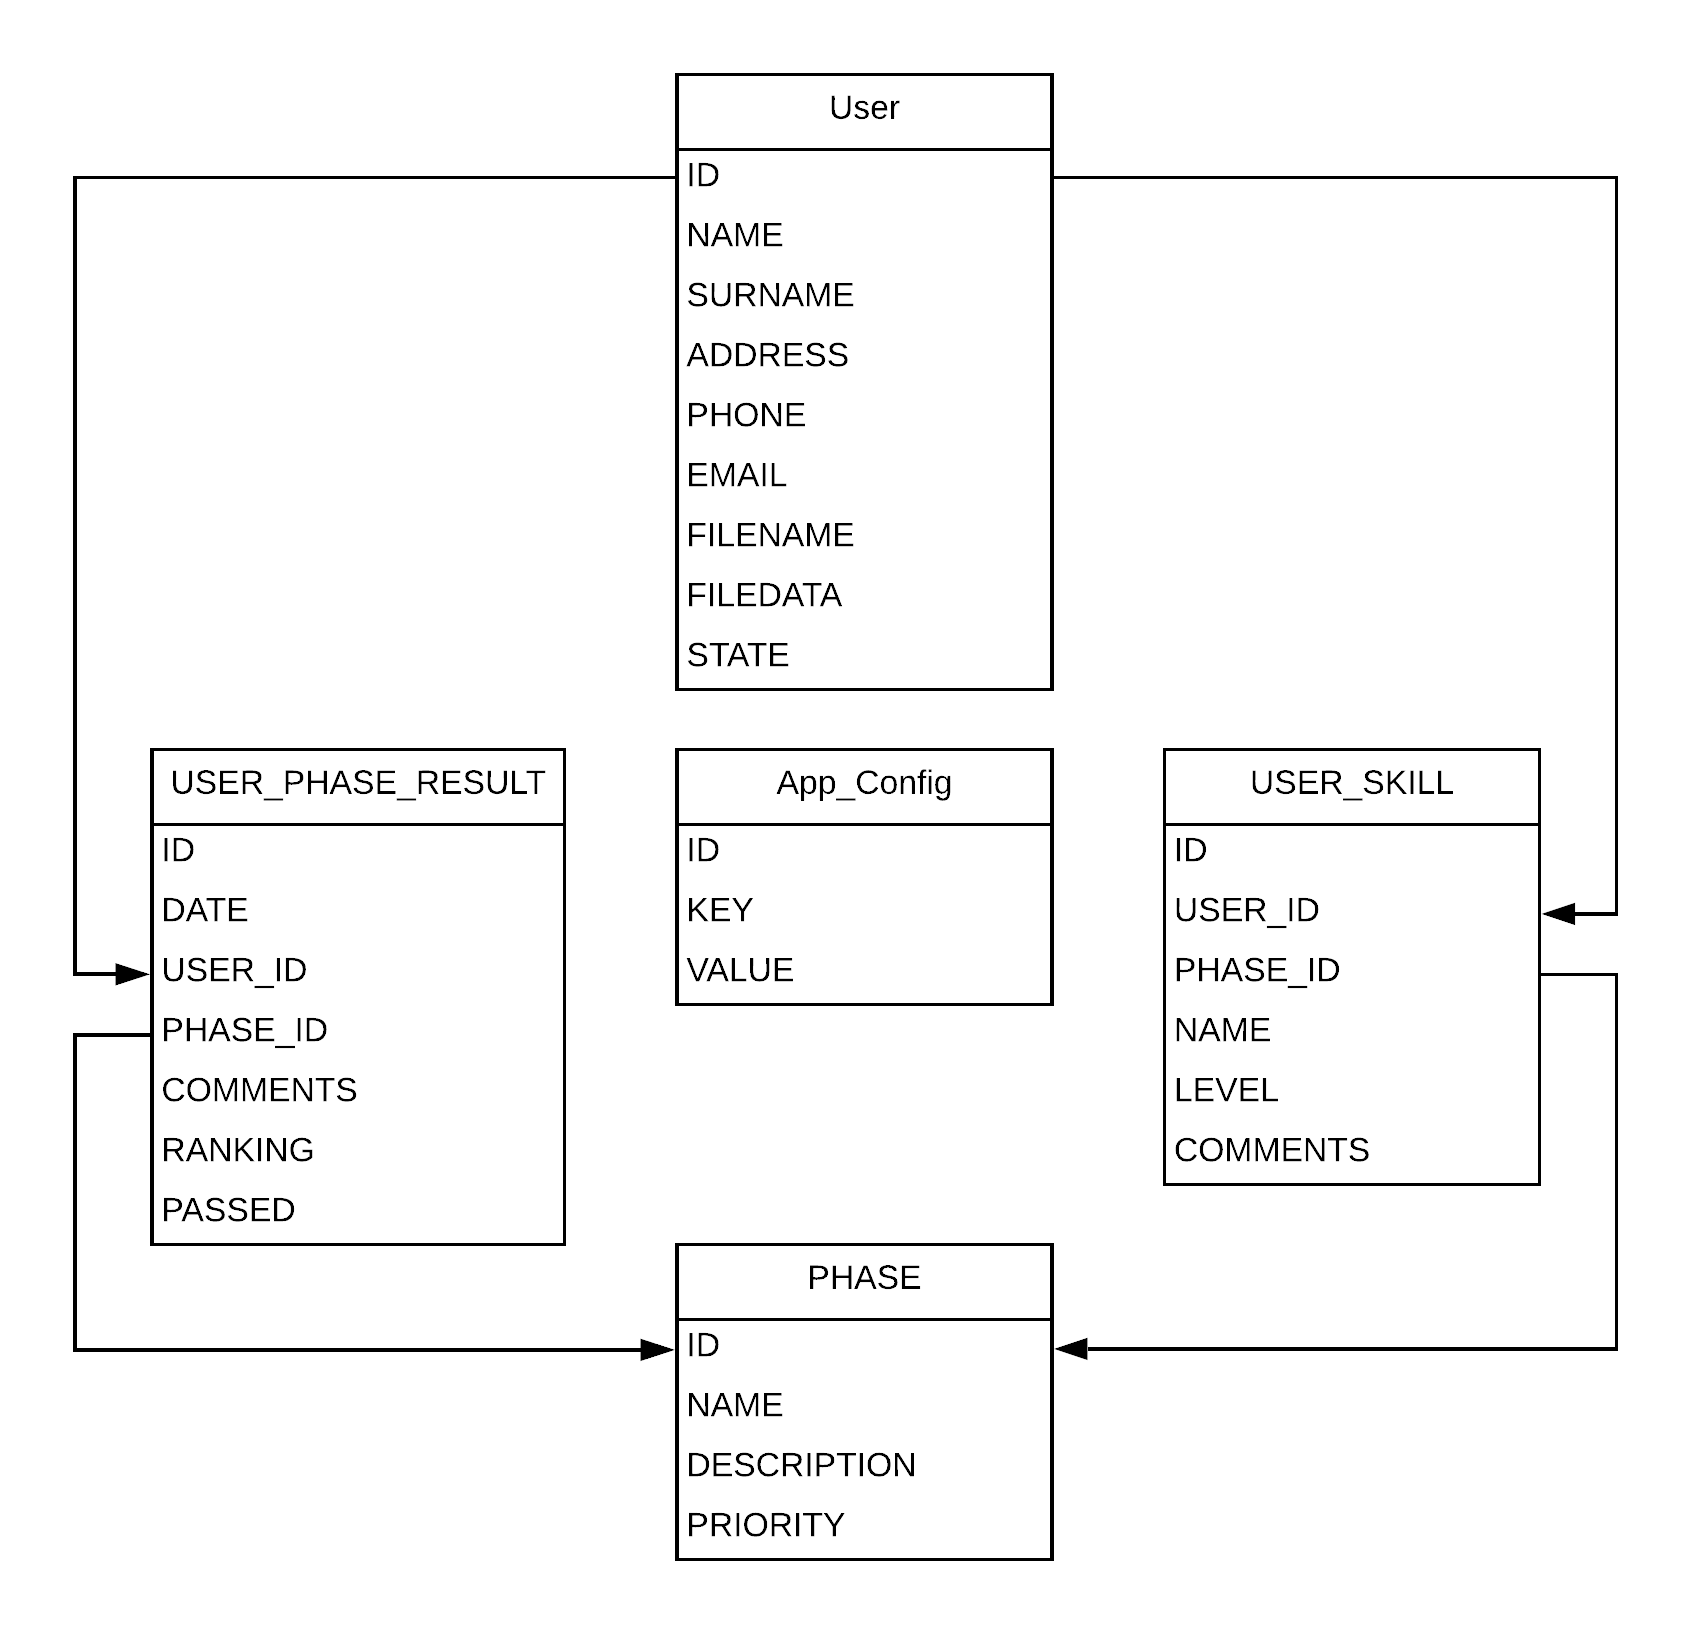 User
ID
NAME
SURNAME
ADDRESS
PHONE
EMAIL
FILENAME
FILEDATA
STATE
USER_PHASE_RESULT
ID
DATE
USER_ID
PHASE_ID
COMMENTS
RANKING
PASSED
App_Config
ID
KEY
VALUE
USER_SKILL
ID
USER_ID
PHASE_ID
NAME
LEVEL
COMMENTS
PHASE
ID
NAME
DESCRIPTION
PRIORITY